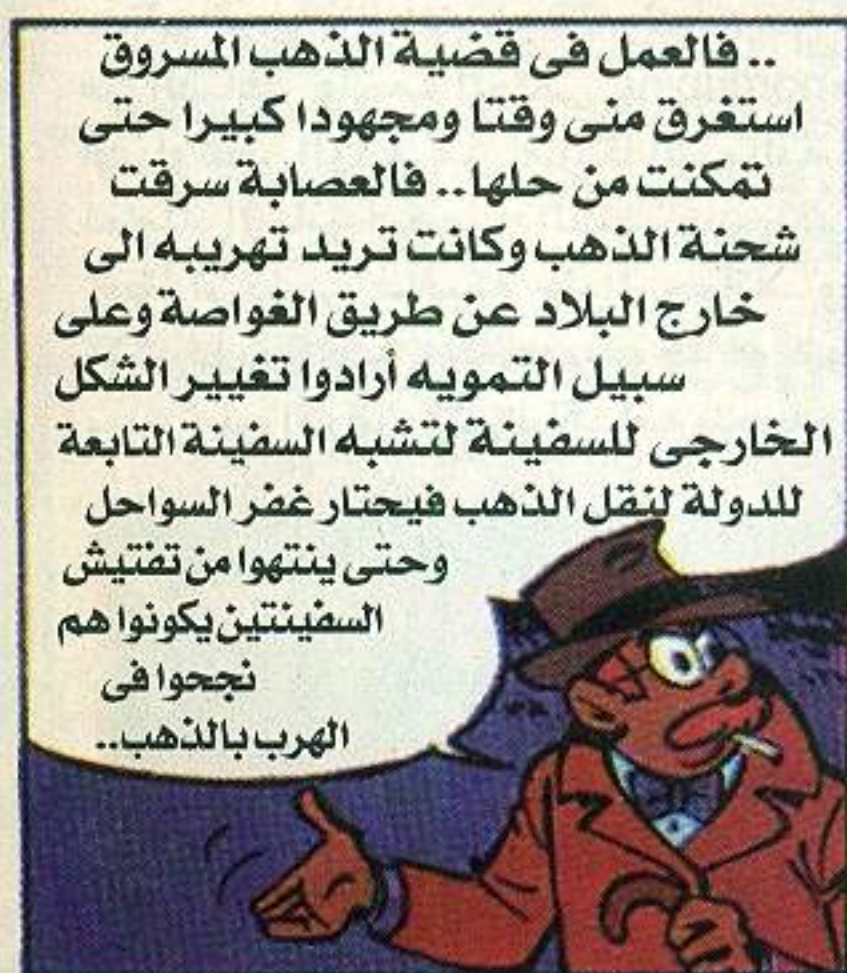 .. فالعمل فى قضية الذهب المسروق
استغرق منى وقتا ومجهودا كبيرا حتى
تمكنت من حلها.. فالعصابة سرقت
شحنة الذهب وكانت تريد تهريبه الى
خارج البلاد عن طريق الغواصة وعلى
سبيل التمويه أرادوا تغيير الشكل
الخارجى للسفينة لتشبه السفينة التابعة
للدولة لنقل الذهب فيحتار غفر السواحل
وحتى ينتهوا من تفتيش
السفينتين يكونوا هم
نجحوا فى
الهرب بالذهب..